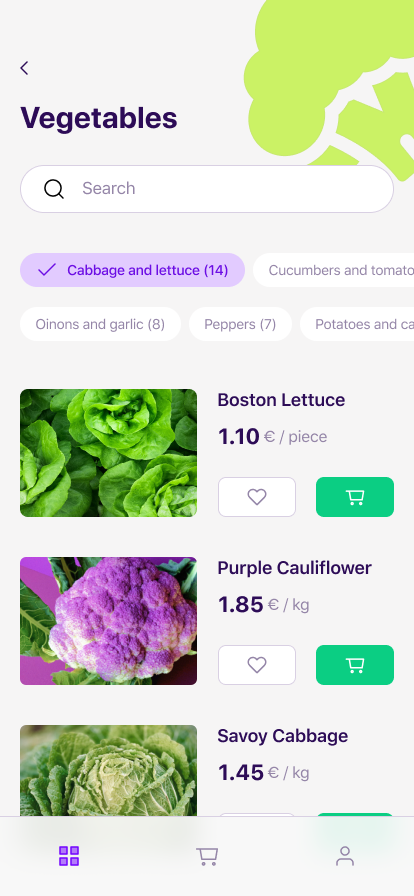 Vegetables
Search
Cabbage and lettuce (14)
Cucumbers and tomato
Oinons and garlic (8)
Peppers (7)
Potatoes and ca
Boston Lettuce
1.10 € / piece
Purple Cauliflower
1.85 € / kg
Savoy Cabbage
1.45 € / kg